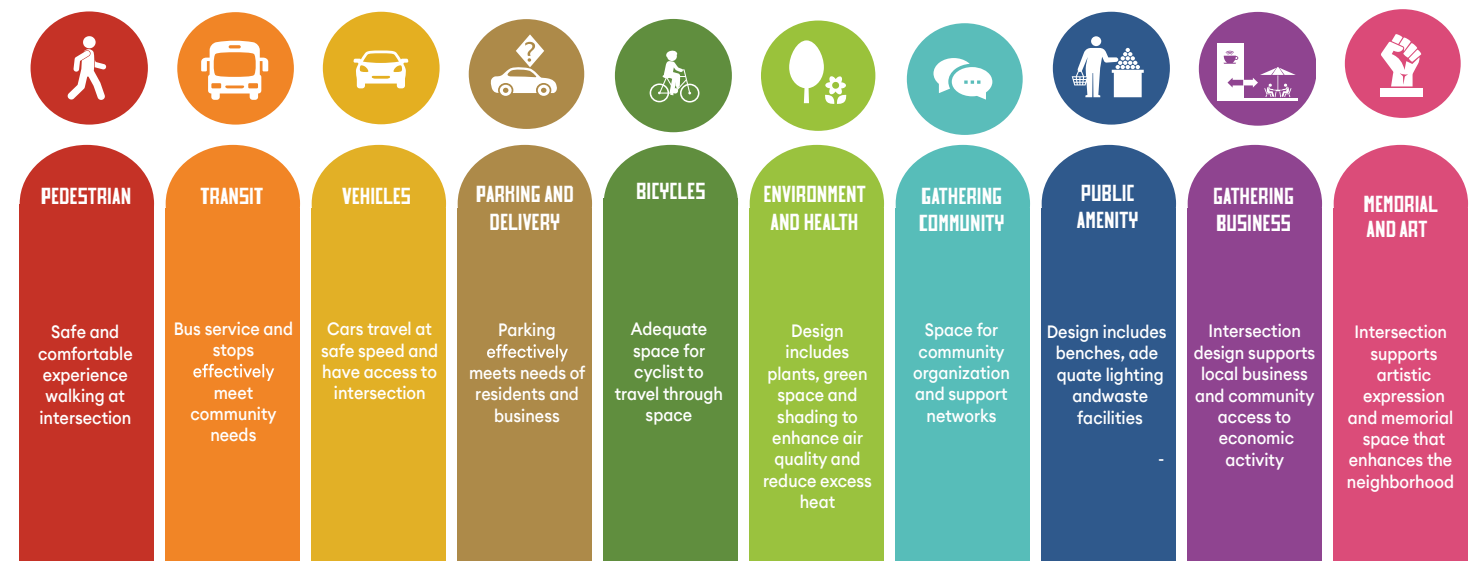 ?
PEDESTRIAN
Safe and
comfortable
experience
walking at
intersection
TRANSIT
Bus service and
stops
effectively
meet
community
needs
VEHICLES
Cars travel at
safe speed and
have access to
intersection
PARKING AND
DELIVERY
Parking
effectively
meets needs of
residents and
business
BICYCLES
Adequate
space for
cyclist to
travel through
space
ENVIRONMENT
AND HEALTH
Design
includes
plants, green
space and
shading to
enhance air
quality and
reduce excess
heat
GATHERING
COMMUNITY
Space for
community
organization
and support
networks
PUBLIC
AMENITY
Design includes
benches, ade
quate lighting
andwaste
facilities
-
GATHERING
BUSINESS
Intersection
design supports
local business
and community
access to
economic
activity
MEMORIAL
AND ART
Intersection
supports
artistic
expression
and memorial
space that
enhances the
neighborhood